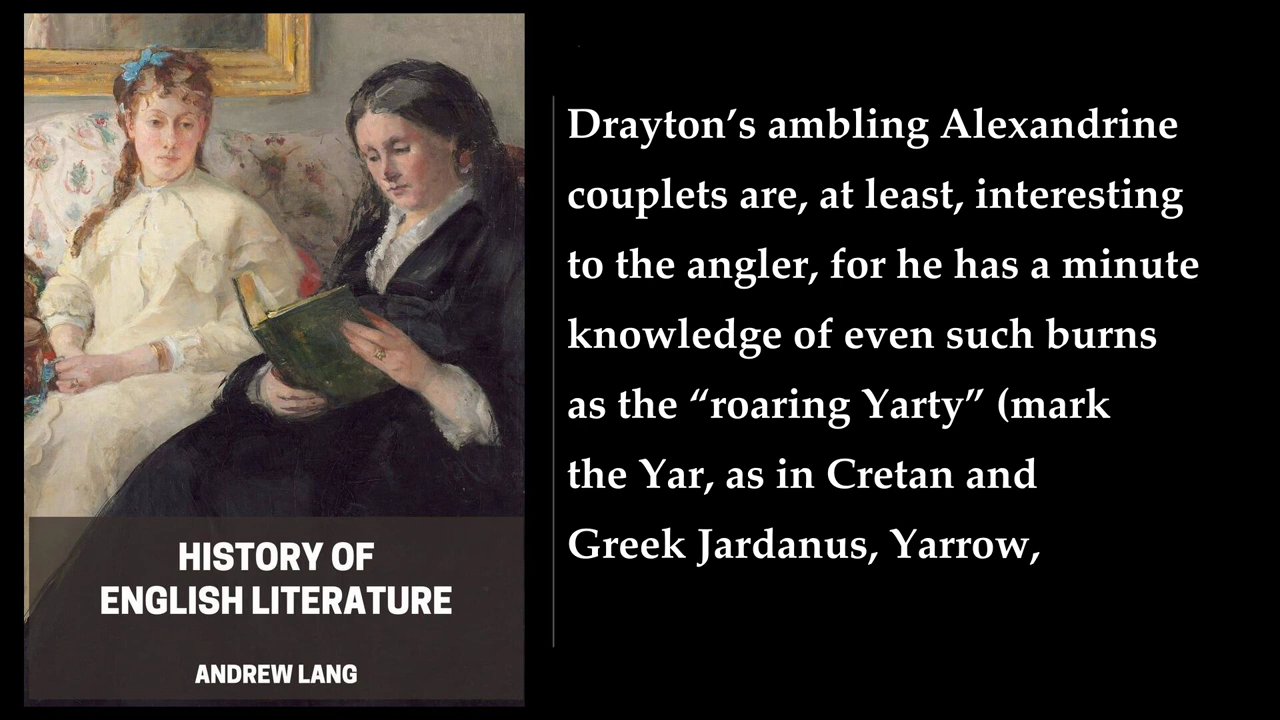 HISTORY OF
ENGLISH LITERATURE
ANDREW LANG
Drayton’s ambling Alexandrine
couplets are, at least, interesting
to the angler, for he has a minute
knowledge of even such burns
as the “roaring Yarty” (mark
the Yar, as in Cretan and
Greek Jardanus, Yarrow,